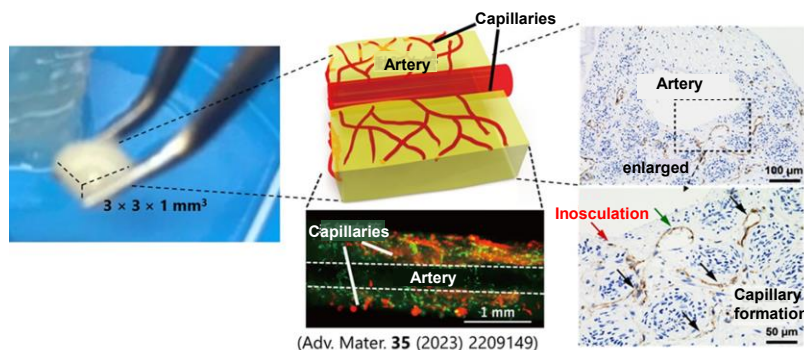 3 × 3 × 1 mm³
Capillaries
Artery
Capillaries
Artery
1 mm
(Adv. Mater. 35 (2023) 2209149)
Artery
enlarged
100 µm
Inosculation
Capillary
formation
50 µm